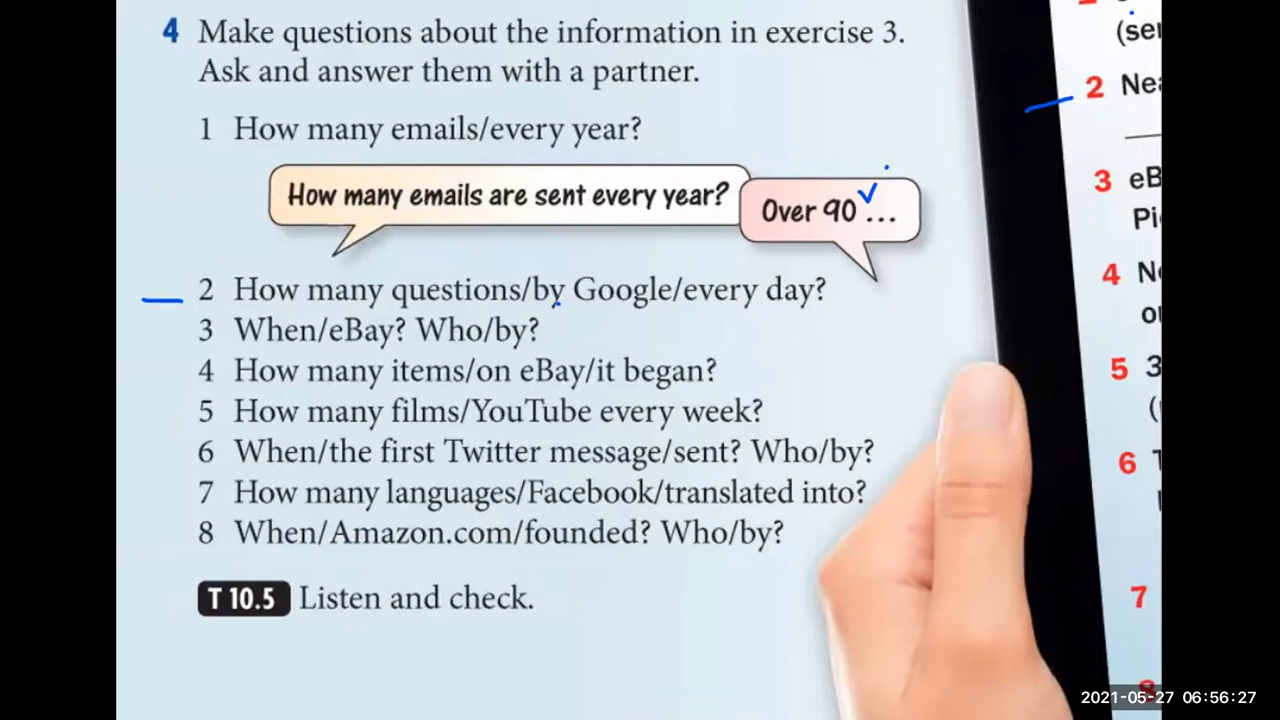 4 Make questions about the information in exercise 3.
Ask and answer them with a partner.
1 How many emails/every year?
How many emails are sent every year?
Over 90 ...
2 How many questions/by Google/every day?
3 When/eBay? Who/by?
4 How many items/on eBay/it began?
5 How many films/YouTube every week?
6 When/the first Twitter message/sent? Who/by?
7 How many languages/Facebook/translated into?
8 When/Amazon.com/founded? Who/by?
T 10.5 Listen and check.
2
3
4
5 3
6
7
2021-05-27 06:56:27